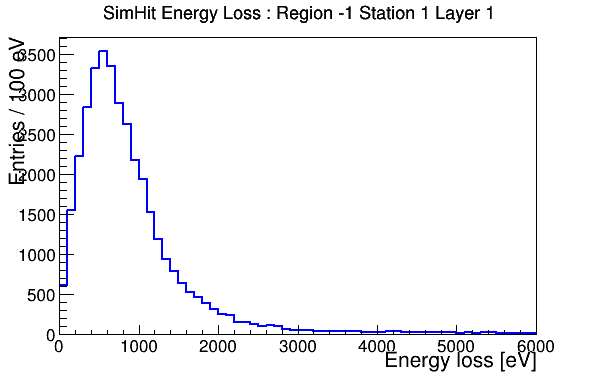 SimHit Energy Loss : Region -1 Station 1 Layer 1
Entries / 100 eV
3500
3000
2500
2000
1500
1000
500
0
0 1000 2000 3000 4000 5000 6000
Energy loss [eV]